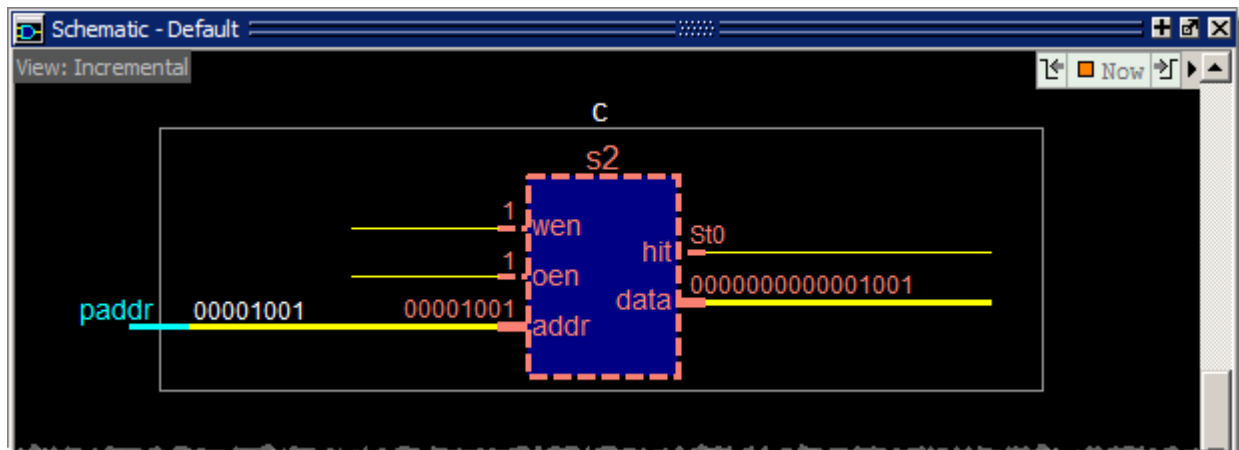 Schematic - Default
View: Incremental
Now
c
s2
1
wen
hit
St0
1
oen
data
0000000000001001
paddr
00001001
00001001
addr